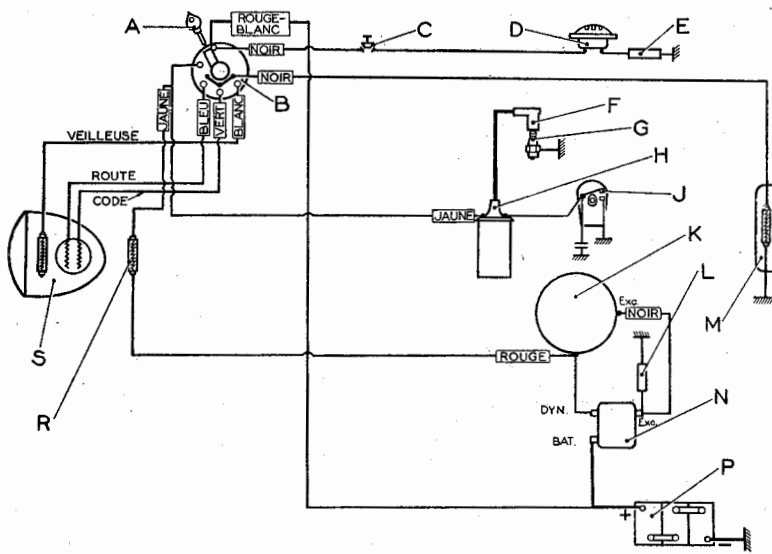 A
ROUGE-
BLANC
C
D
E
NOIR
B
NOIR
JAUNE
BLEU
VERT
BLANC
F
VEILLEUSE
G
ROUTE
H
CODE
JAUNE
J
K
Exc.
NOIR
L
M
S
ROUGE
R
DYN.
N
Exc.
BAT.
P
+
-